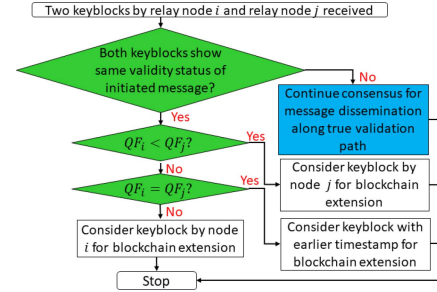 Two keyblocks by relay node i and relay node j received
Both keyblocks show
same validity status of
initiated message?
No
Continue consensus for
message dissemination
along true validation
path
Yes
QFᵢ < QFⱼ?
Yes
Consider keyblock by
node j for blockchain
extension
No
QFᵢ = QFⱼ?
Yes
Consider keyblock with
earlier timestamp for
blockchain extension
No
Consider keyblock by node
i for blockchain extension
Stop